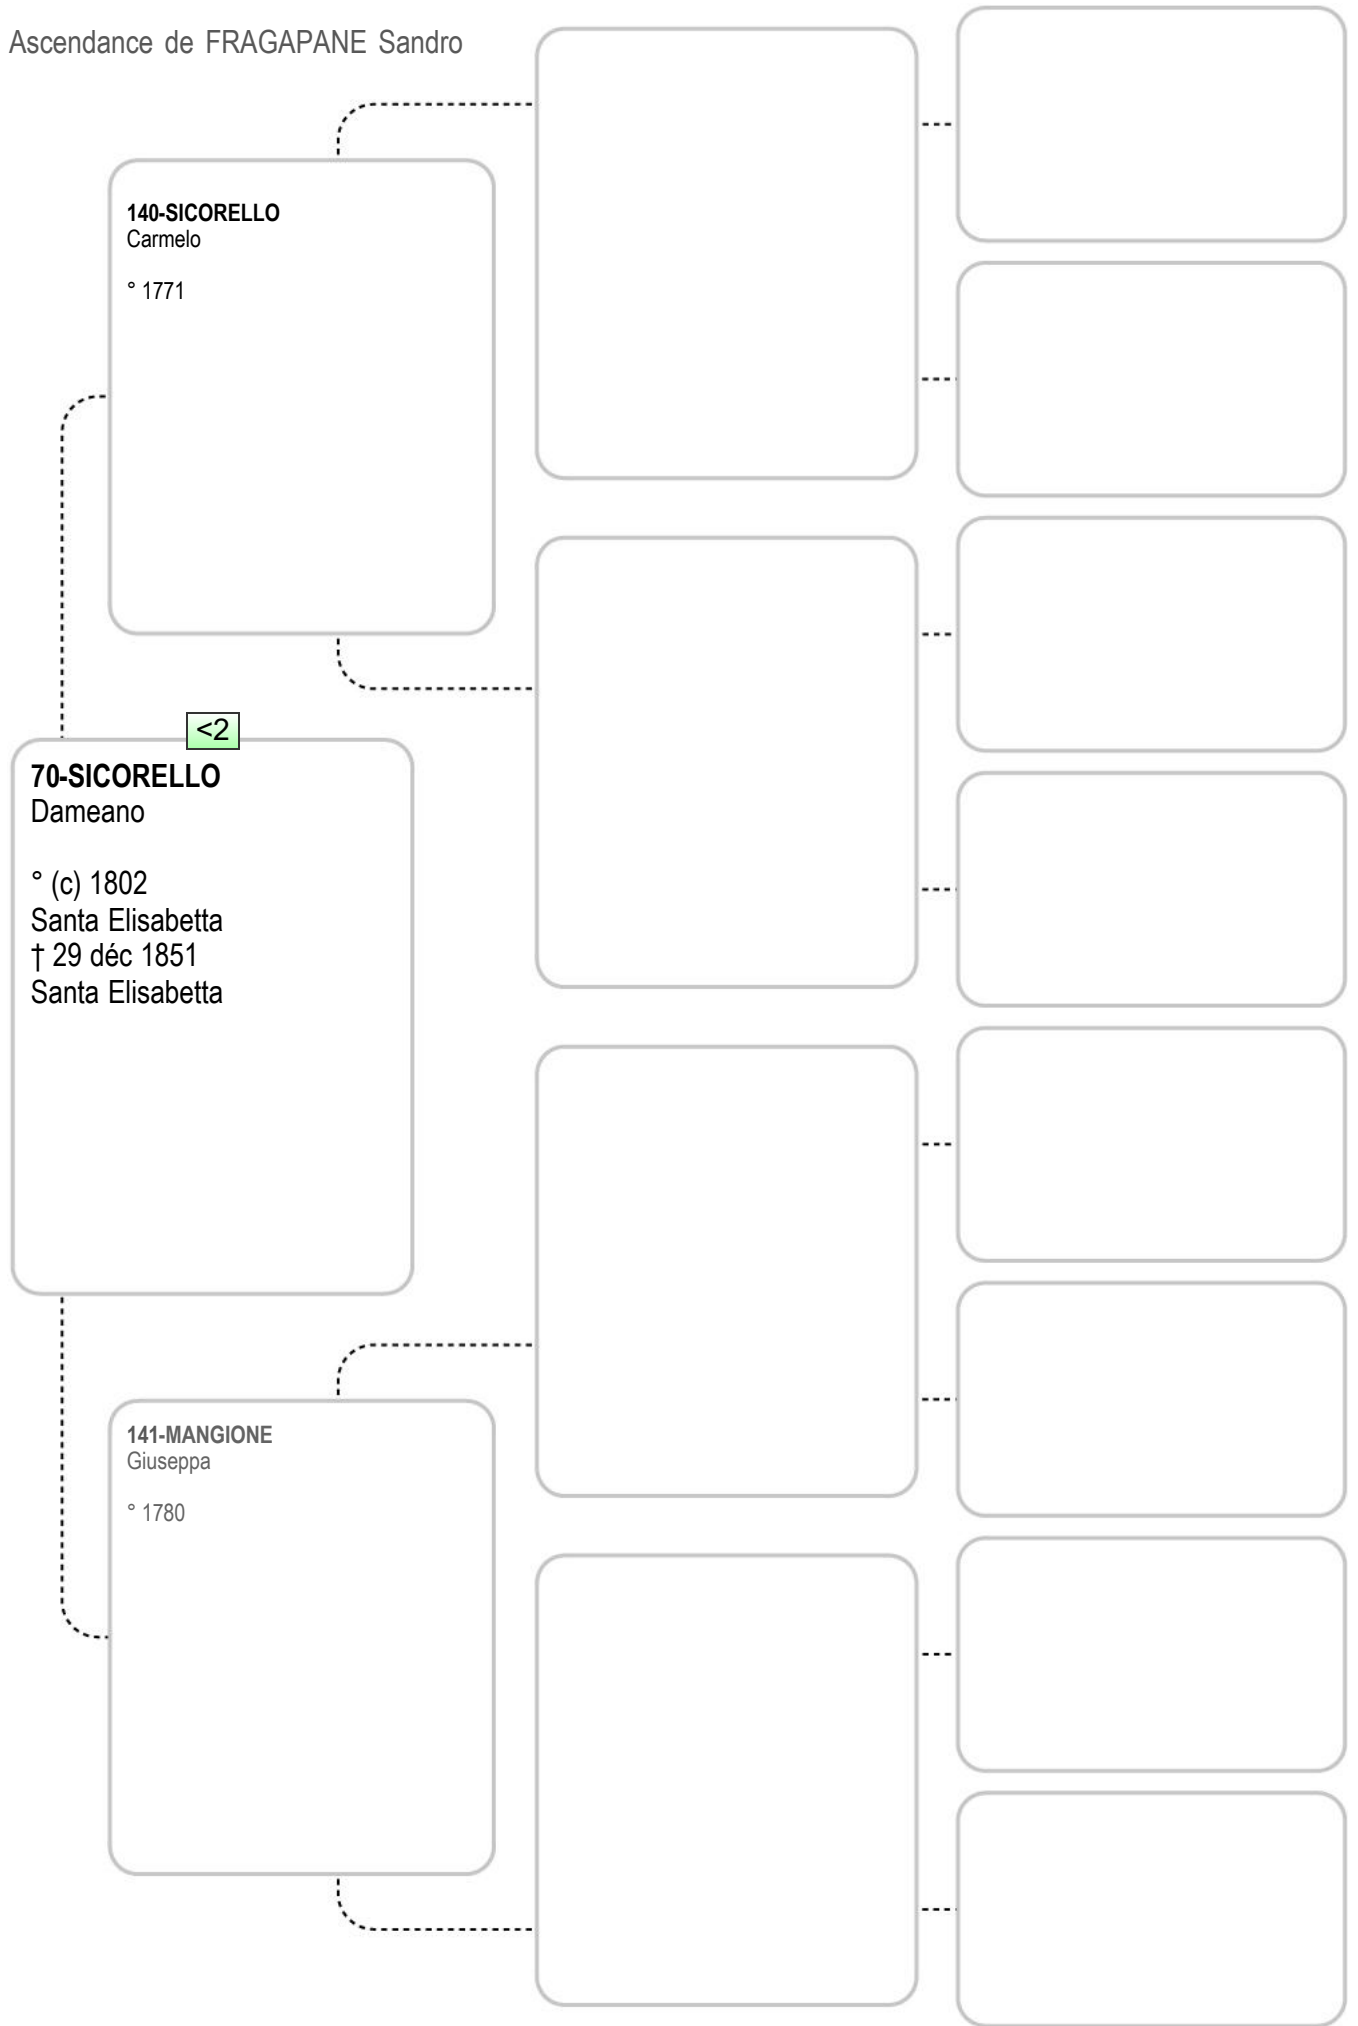 Ascendance de FRAGAPANE Sandro
140-SICORELLO
Carmelo
° 1771
<2
70-SICORELLO
Dameano
° (c) 1802
Santa Elisabetta
† 29 déc 1851
Santa Elisabetta
141-MANGIONE
Giuseppa
° 1780